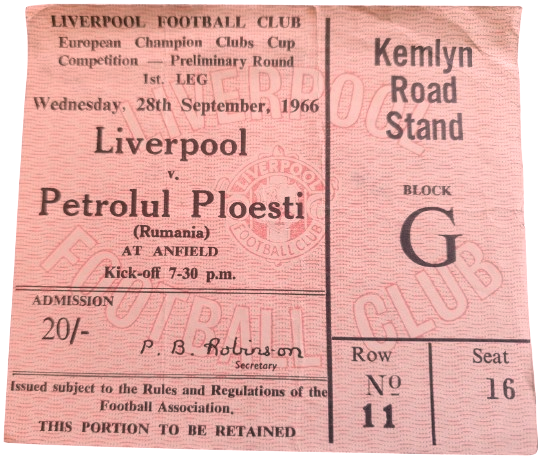 LIVERPOOL FOOTBALL CLUB
European Champion Clubs Cup
Competition — Preliminary Round
1st. LEG
Wednesday, 28th September, 1966
Liverpool
v.
Petrolul Ploesti
(Rumania)
AT ANFIELD
Kick-off 7-30 p.m.
ADMISSION
20/-
P. B. Robinson
Secretary
Issued subject to the Rules and Regulations of the
Football Association.
THIS PORTION TO BE RETAINED
Kemlyn
Road
Stand
BLOCK
G
Row
No
11
Seat
16
LIVERPOOL
LIVERPOOL
FOOTBALL CLUB
FOOTBALL CLUB